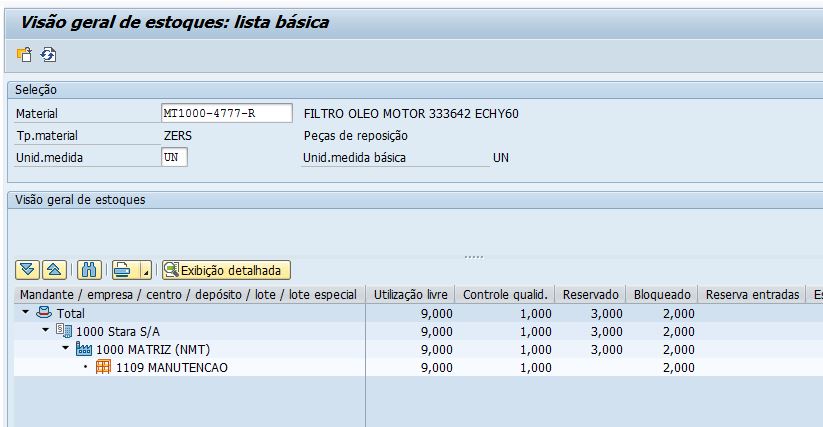 Visão geral de estoques: lista básica
Seleção
Material MT1000-4777-R FILTRO OLEO MOTOR 333642 ECHY60
Tp.material ZERS Peças de reposição
Unid.medida UN Unid.medida básica UN
Visão geral de estoques
Exibição detalhada
Mandante / empresa / centro / depósito / lote / lote especial Utilização livre Controle qualid. Reservado Bloqueado Reserva entradas Es
Total 9,000 1,000 3,000 2,000
1000 Stara S/A 9,000 1,000 3,000 2,000
1000 MATRIZ (NMT) 9,000 1,000 3,000 2,000
1109 MANUTENCAO 9,000 1,000 2,000